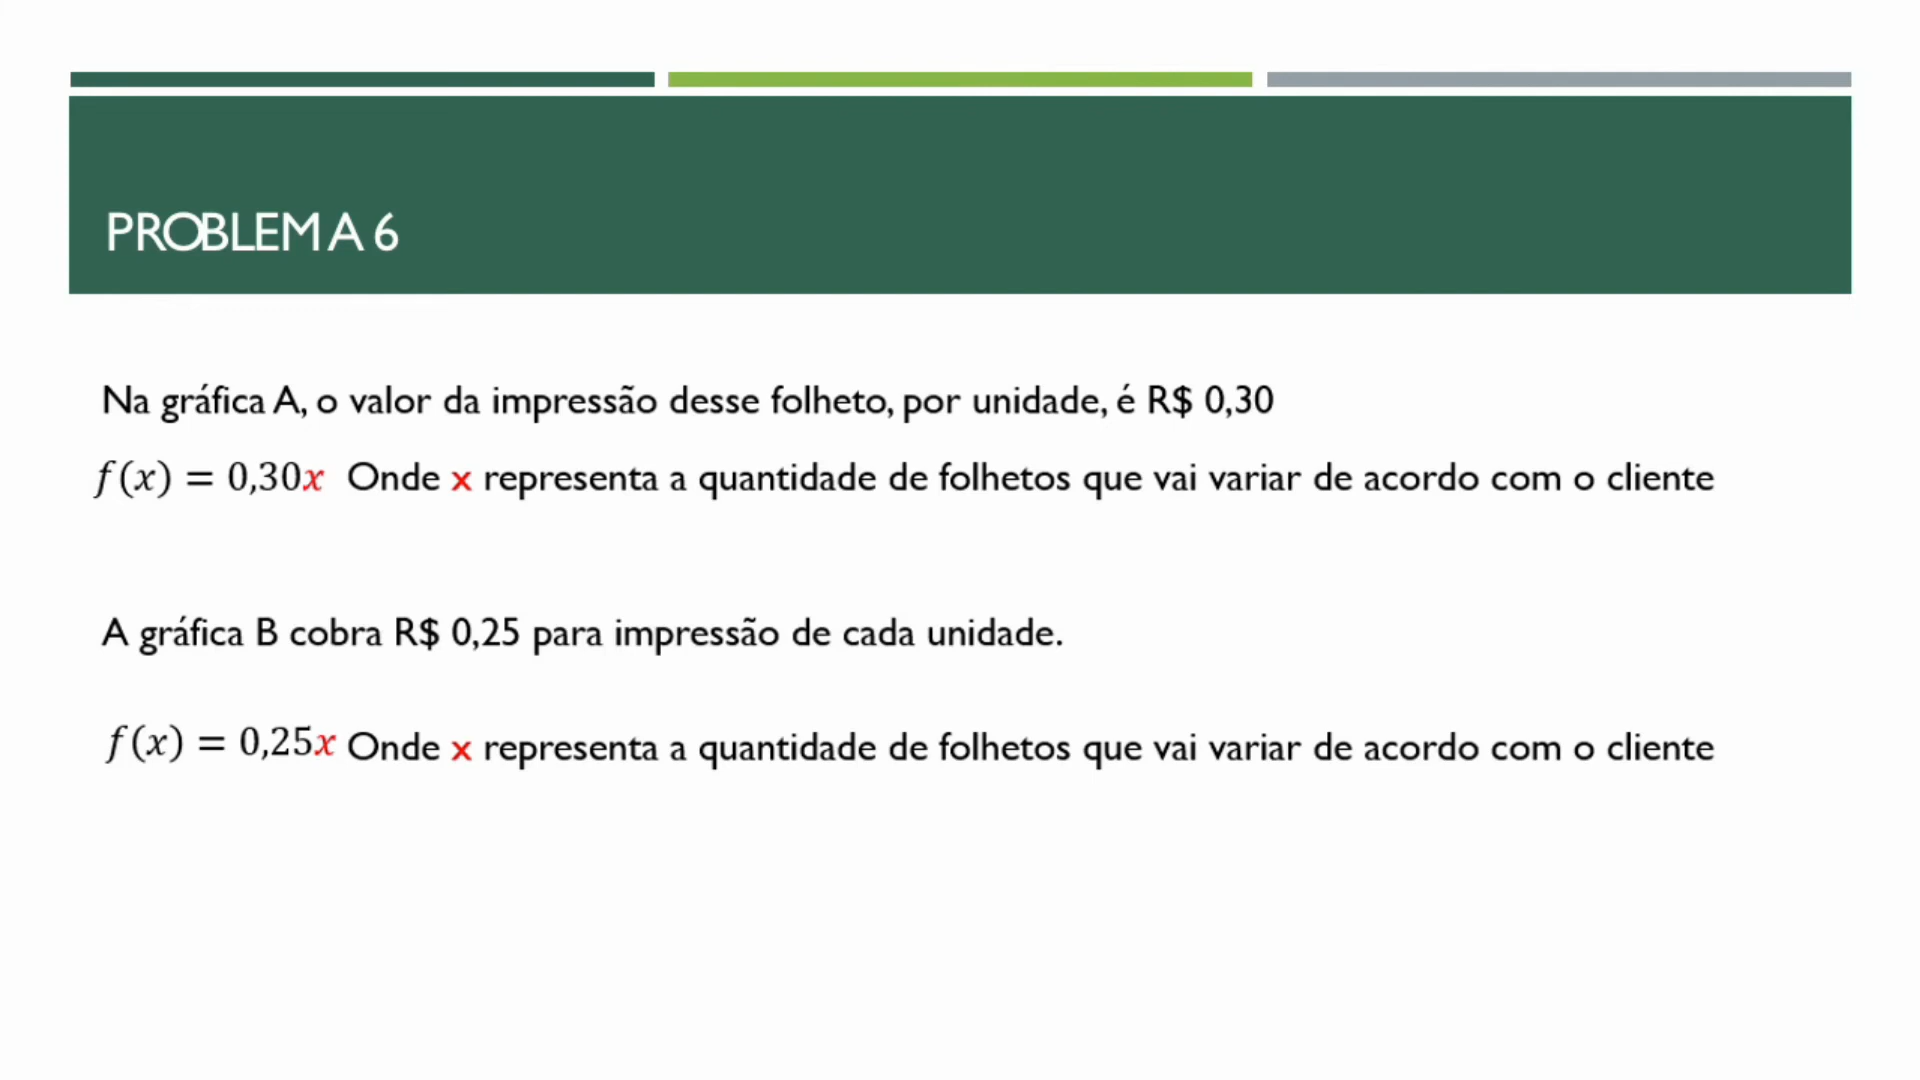 PROBLEMA 6
Na gráfica A, o valor da impressão desse folheto, por unidade, é R$ 0,30
f(x) = 0,30x Onde x representa a quantidade de folhetos que vai variar de acordo com o cliente
A gráfica B cobra R$ 0,25 para impressão de cada unidade.
f(x) = 0,25x Onde x representa a quantidade de folhetos que vai variar de acordo com o cliente